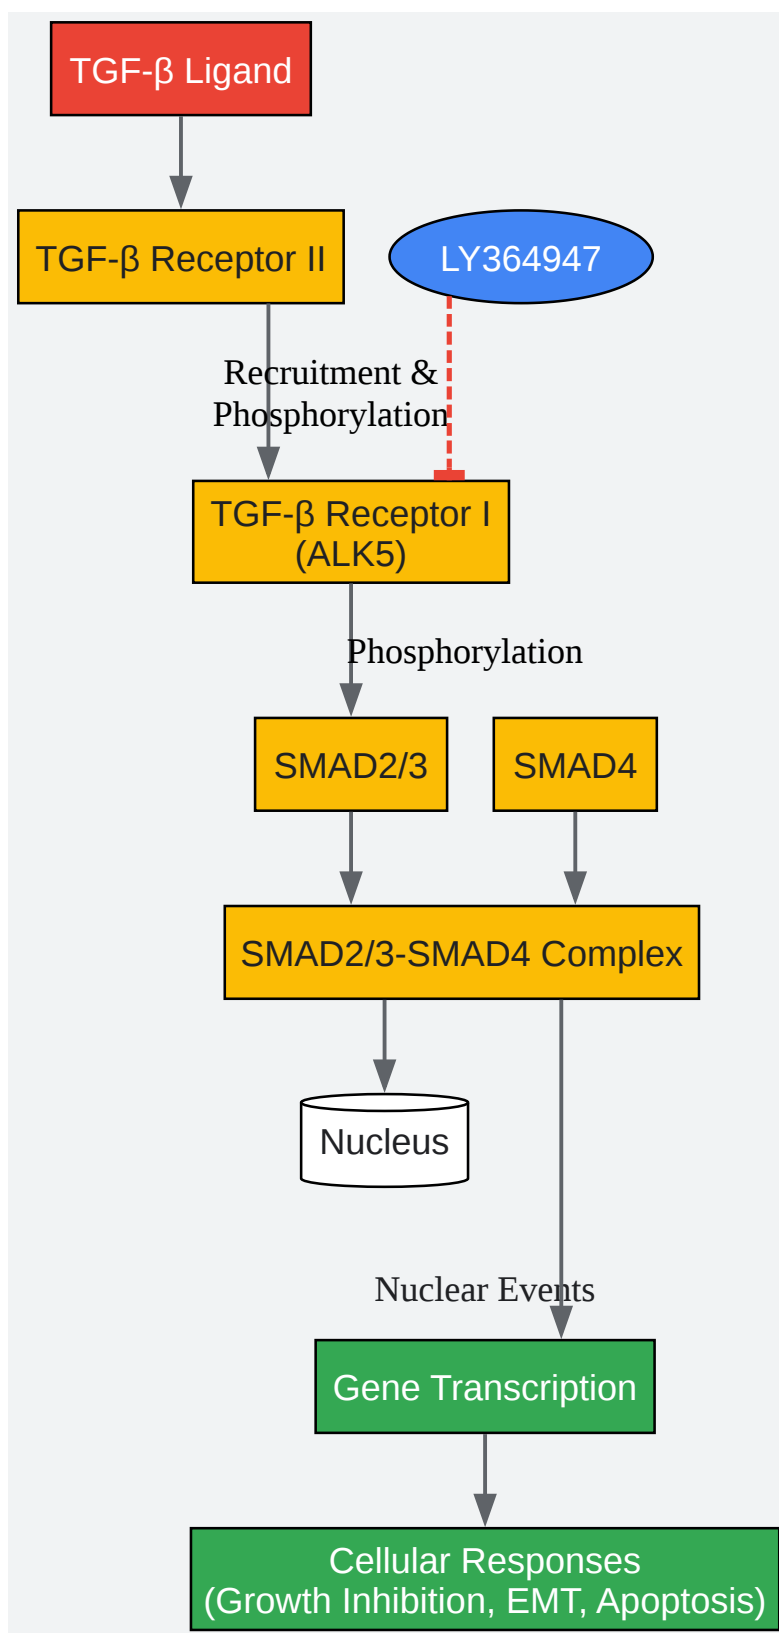 TGF-β Ligand
TGF-β Receptor II
LY364947
Recruitment &
Phosphorylation
TGF-β Receptor I
(ALK5)
Phosphorylation
SMAD2/3
SMAD4
SMAD2/3-SMAD4 Complex
Nucleus
Nuclear Events
Gene Transcription
Cellular Responses
(Growth Inhibition, EMT, Apoptosis)